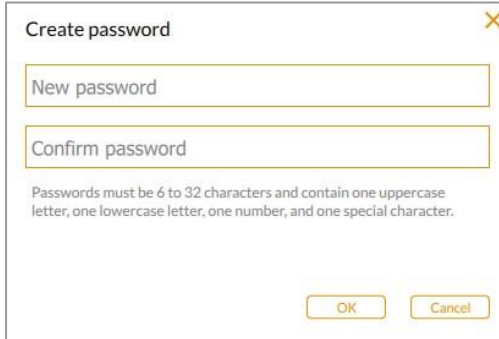 Create password
New password
Confirm password
Passwords must be 6 to 32 characters and contain one uppercase
letter, one lowercase letter, one number, and one special character.
OK
Cancel